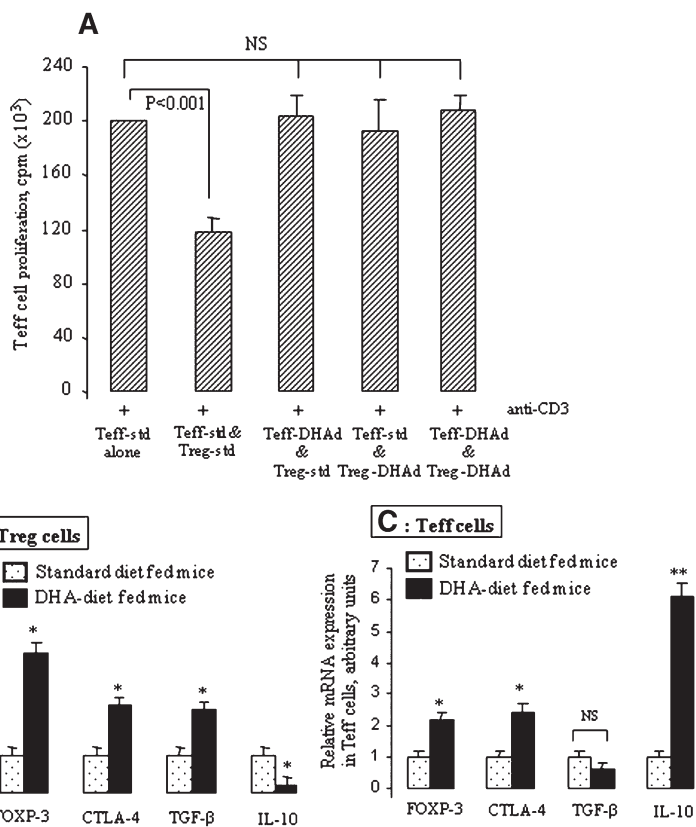 A
NS
P<0.001
240
200
160
120
80
40
0
Teff cell proliferation, cpm (x10³)
+ + + + + anti-CD3
Teff-std Teff-std & Teff-DHAd Teff-std Teff-DHAd
alone Treg-std & & &
Treg-std Treg-DHAd Treg-DHAd
Treg cells
Standard diet fed mice
DHA-diet fed mice
* * * *
OXP-3 CTLA-4 TGF-β IL-10
C : Teff cells
Standard diet fed mice
DHA-diet fed mice
Relative mRNA expression
in Teff cells, arbitrary units
7
6
5
4
3
2
1
0
* * NS **
FOXP-3 CTLA-4 TGF-β IL-10